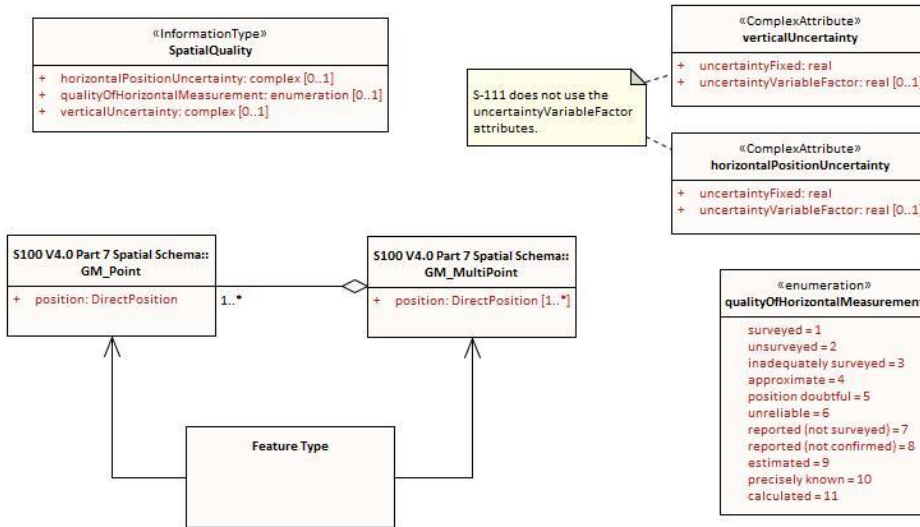 «InformationType»
SpatialQuality
+ horizontalPositionUncertainty: complex [0..1]
+ qualityOfHorizontalMeasurement: enumeration [0..1]
+ verticalUncertainty: complex [0..1]
S-111 does not use the
uncertaintyVariableFactor
attributes.
«ComplexAttribute»
verticalUncertainty
+ uncertaintyFixed: real
+ uncertaintyVariableFactor: real [0..1]
«ComplexAttribute»
horizontalPositionUncertainty
+ uncertaintyFixed: real
+ uncertaintyVariableFactor: real [0..1]
S100 V4.0 Part 7 Spatial Schema::
GM_Point
+ position: DirectPosition
1..*
S100 V4.0 Part 7 Spatial Schema::
GM_MultiPoint
+ position: DirectPosition [1..*]
Feature Type
«enumeration»
qualityOfHorizontalMeasurement
surveyed = 1
unsurveyed = 2
inadequately surveyed = 3
approximate = 4
position doubtful = 5
unreliable = 6
reported (not surveyed) = 7
reported (not confirmed) = 8
estimated = 9
precisely known = 10
calculated = 11